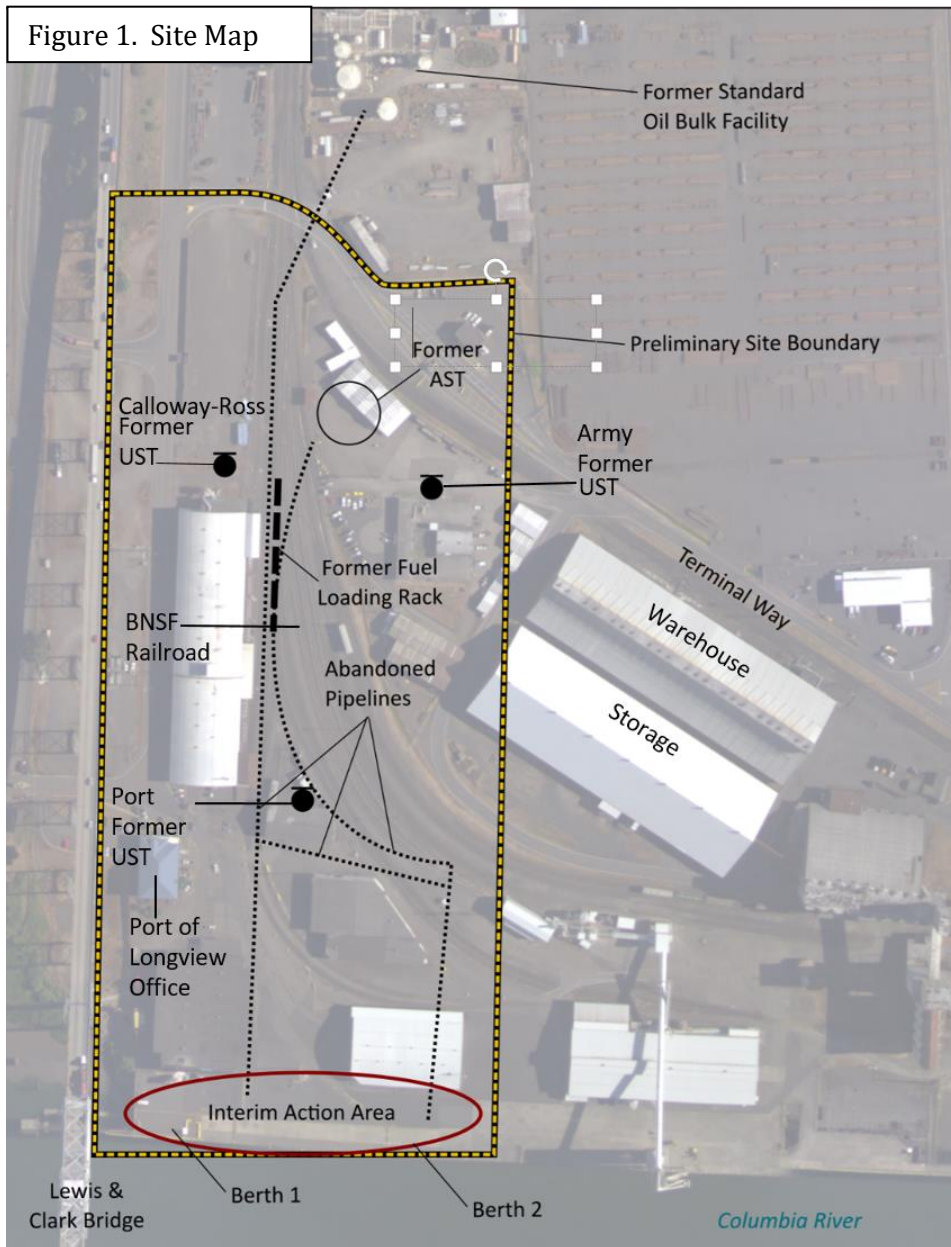 Figure 1. Site Map
Former Standard
Oil Bulk Facility
Preliminary Site Boundary
Former
AST
Calloway-Ross
Former
UST
Army
Former
UST
Former Fuel
Loading Rack
Terminal Way
Warehouse
Storage
BNSF
Railroad
Abandoned
Pipelines
Port
Former
UST
Port of
Longview
Office
Interim Action Area
Berth 1
Berth 2
Lewis &
Clark Bridge
Columbia River